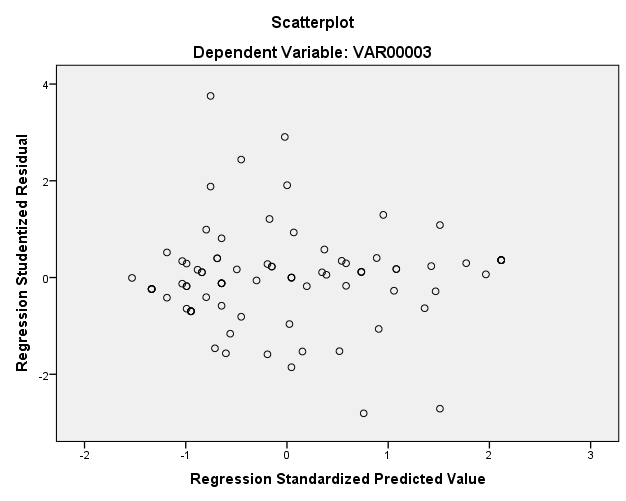 Scatterplot
Dependent Variable: VAR00003
Regression Studentized Residual
4
2
0
-2
-2 -1 0 1 2 3
Regression Standardized Predicted Value